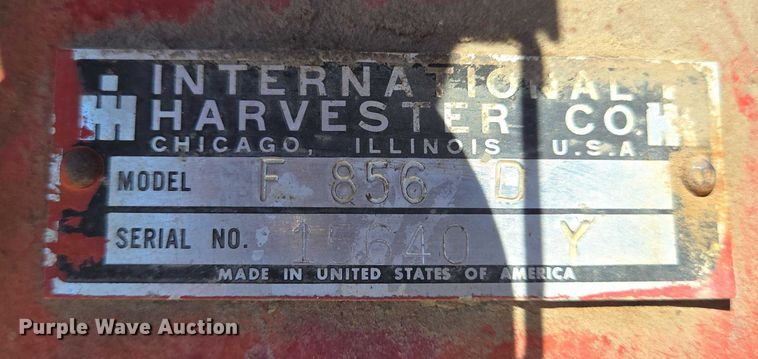 INTERNATIONAL
HARVESTER CO
CHICAGO, ILLINOIS U.S.A
MODEL F 856 D
SERIAL NO. Y
MADE IN UNITED STATES OF AMERICA
Purple Wave Auction